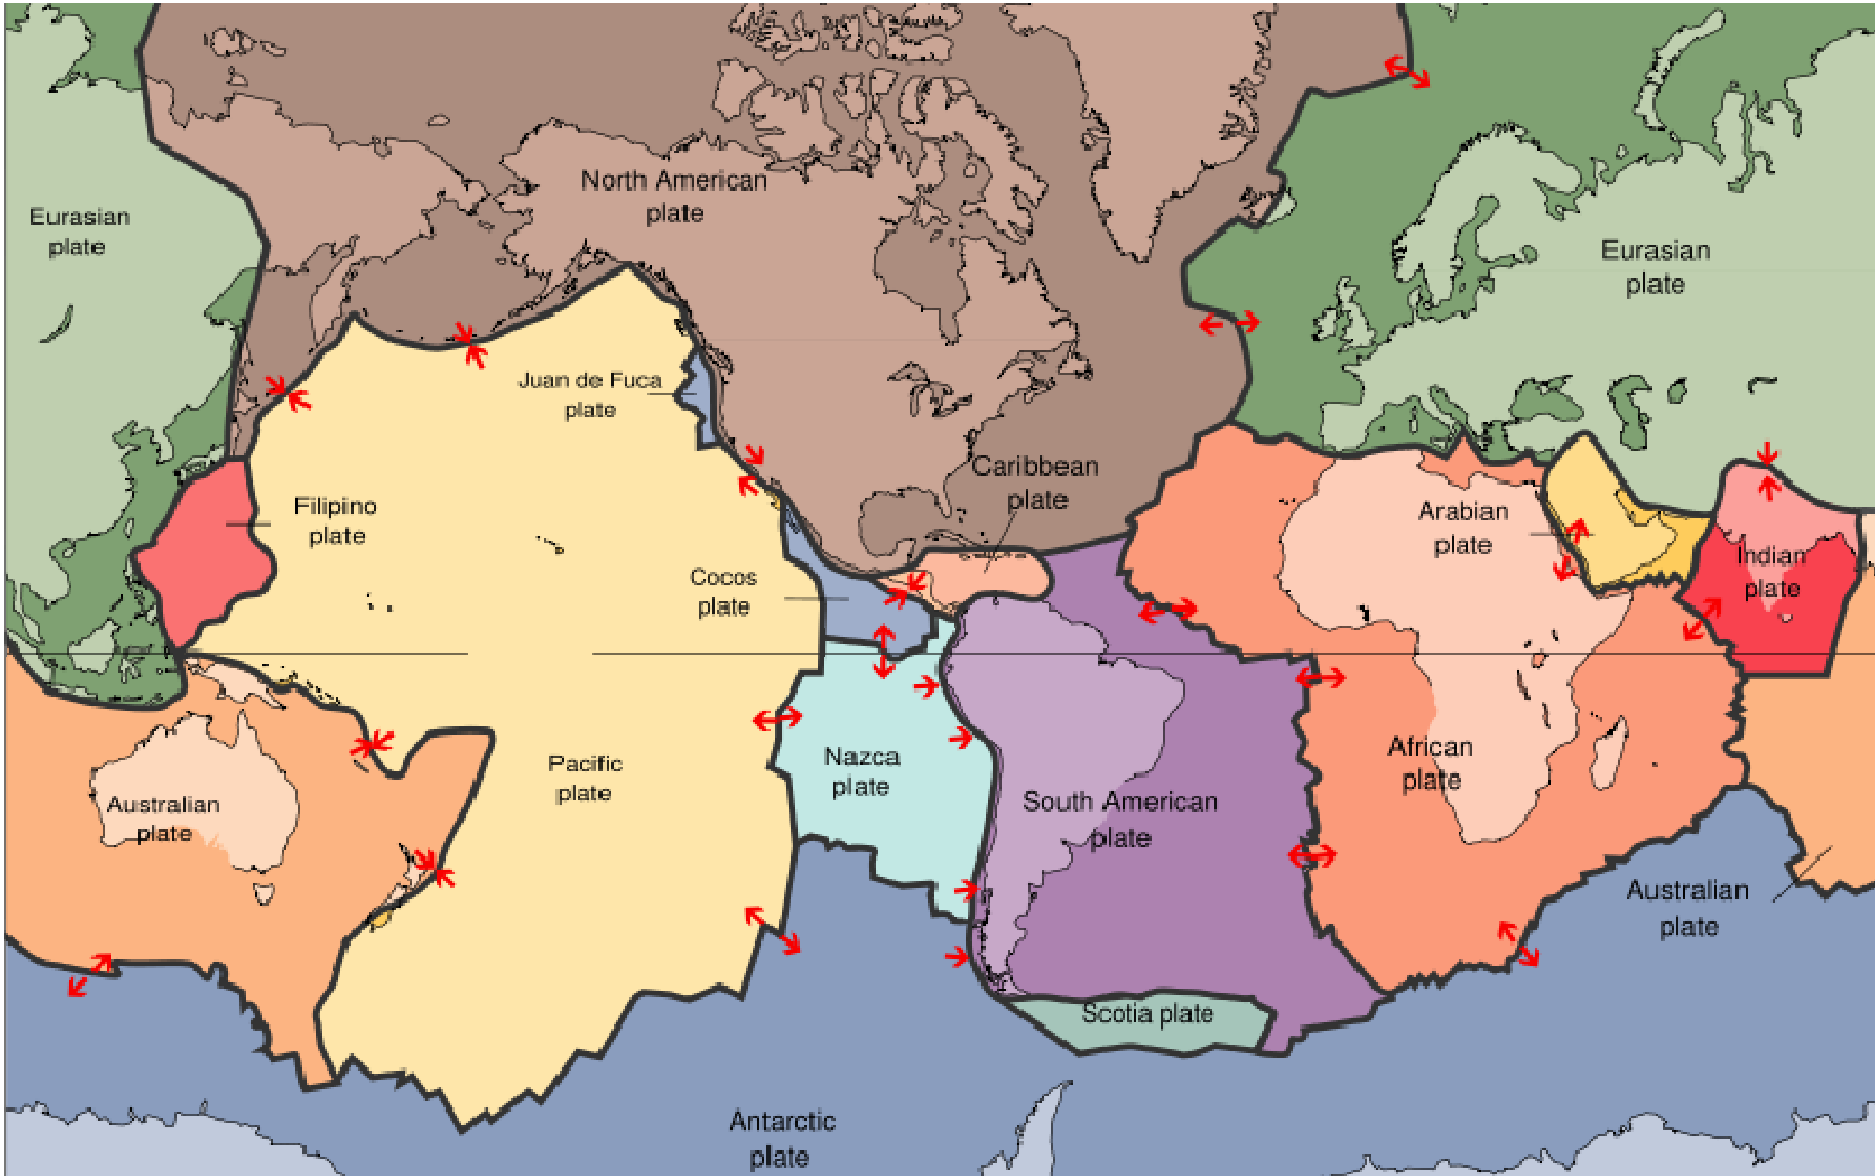 North American
plate
Eurasian
plate
Eurasian
plate
Juan de Fuca
plate
Caribbean
plate
Filipino
plate
Arabian
plate
Indian
plate
Cocos
plate
Pacific
plate
Nazca
plate
South American
plate
African
plate
Australian
plate
Australian
plate
Scotia plate
Antarctic
plate